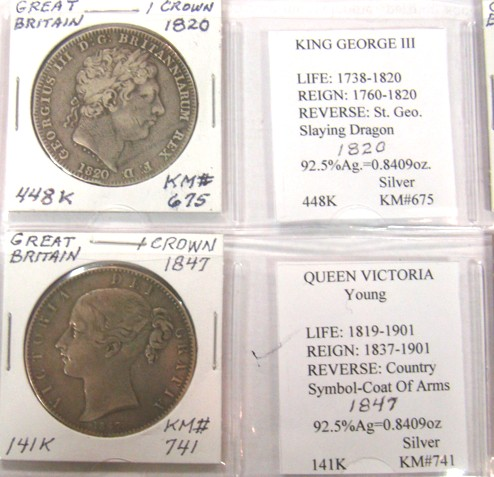 GREAT BRITAIN — 1 CROWN 1820
GEORGIUS III D:G: BRITANNIARUM REX F:D:
1820
448K
KM# 675
KING GEORGE III
LIFE: 1738-1820
REIGN: 1760-1820
REVERSE: St. Geo.
Slaying Dragon
1820
92.5%Ag.=0.8409oz.
Silver
448K KM#675
GREAT BRITAIN — 1 CROWN 1847
VICTORIA DEI GRATIA
1847
141K
KM# 741
QUEEN VICTORIA
Young
LIFE: 1819-1901
REIGN: 1837-1901
REVERSE: Country
Symbol-Coat Of Arms
1847
92.5%Ag=0.8409oz
Silver
141K KM#741